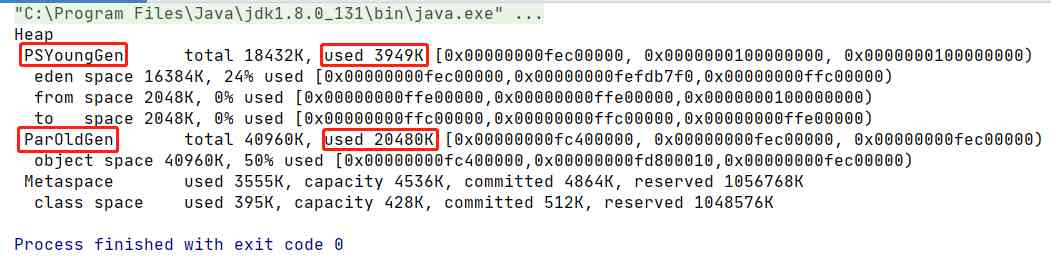 "C:\Program Files\Java\jdk1.8.0_131\bin\java.exe" ...
Heap
 PSYoungGen      total 18432K, used 3949K [0x00000000fec00000, 0x0000000100000000, 0x0000000100000000)
  eden space 16384K, 24% used [0x00000000fec00000,0x00000000fefdb7f0,0x00000000ffc00000)
  from space 2048K, 0% used [0x00000000ffe00000,0x00000000ffe00000,0x0000000100000000)
  to   space 2048K, 0% used [0x00000000ffc00000,0x00000000ffc00000,0x00000000ffe00000)
 ParOldGen       total 40960K, used 20480K [0x00000000fc400000, 0x00000000fec00000, 0x00000000fec00000)
  object space 40960K, 50% used [0x00000000fc400000,0x00000000fd800010,0x00000000fec00000)
 Metaspace       used 3555K, capacity 4536K, committed 4864K, reserved 1056768K
  class space    used 395K, capacity 428K, committed 512K, reserved 1048576K
Process finished with exit code 0